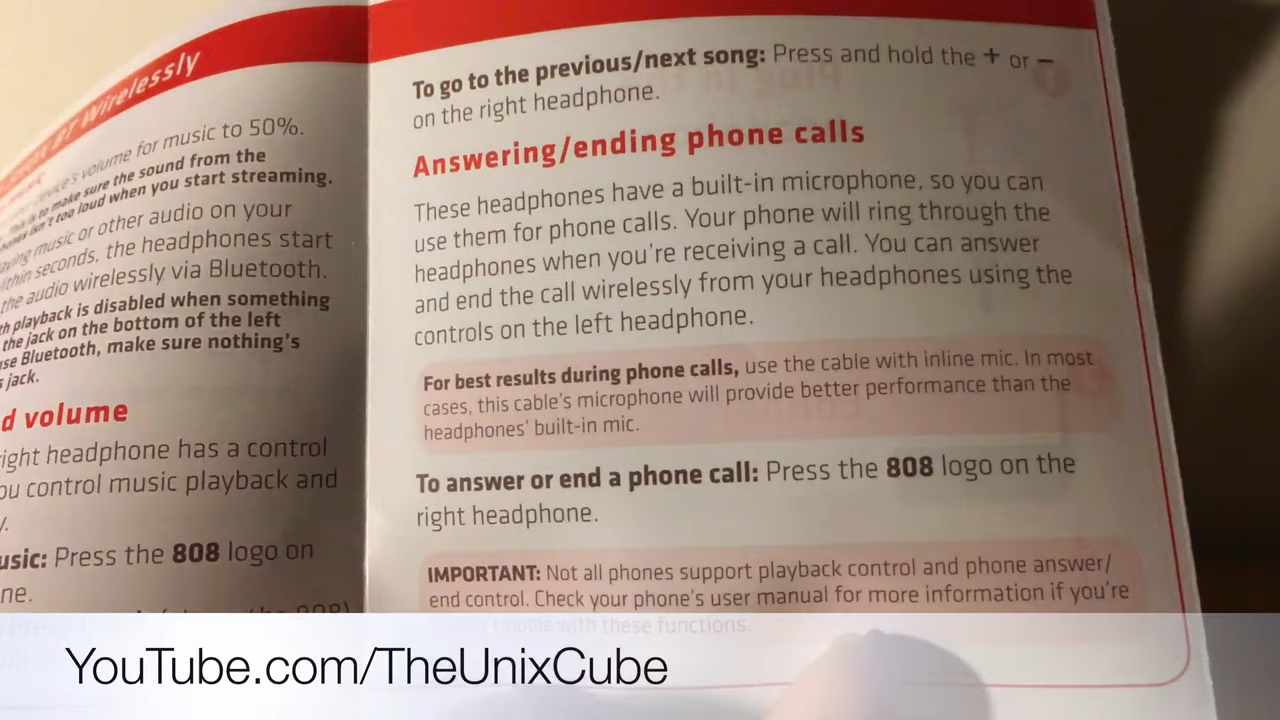 BT Wirelessly
device's volume for music to 50%.
This is to make sure the sound from the
isn't too loud when you start streaming.
music or other audio on your
within seconds, the headphones start
the audio wirelessly via Bluetooth.
playback is disabled when something
the jack on the bottom of the left
Bluetooth, make sure nothing's
jack.
d volume
ight headphone has a control
ou control music playback and
y.
usic: Press the 808 logo on
ne.
To go to the previous/next song: Press and hold the + or −
on the right headphone.
Answering/ending phone calls
These headphones have a built-in microphone, so you can
use them for phone calls. Your phone will ring through the
headphones when you're receiving a call. You can answer
and end the call wirelessly from your headphones using the
controls on the left headphone.
For best results during phone calls, use the cable with inline mic. In most
cases, this cable's microphone will provide better performance than the
headphones' built-in mic.
To answer or end a phone call: Press the 808 logo on the
right headphone.
IMPORTANT: Not all phones support playback control and phone answer/
end control. Check your phone's user manual for more information if you're
with these functions.
YouTube.com/TheUnixCube